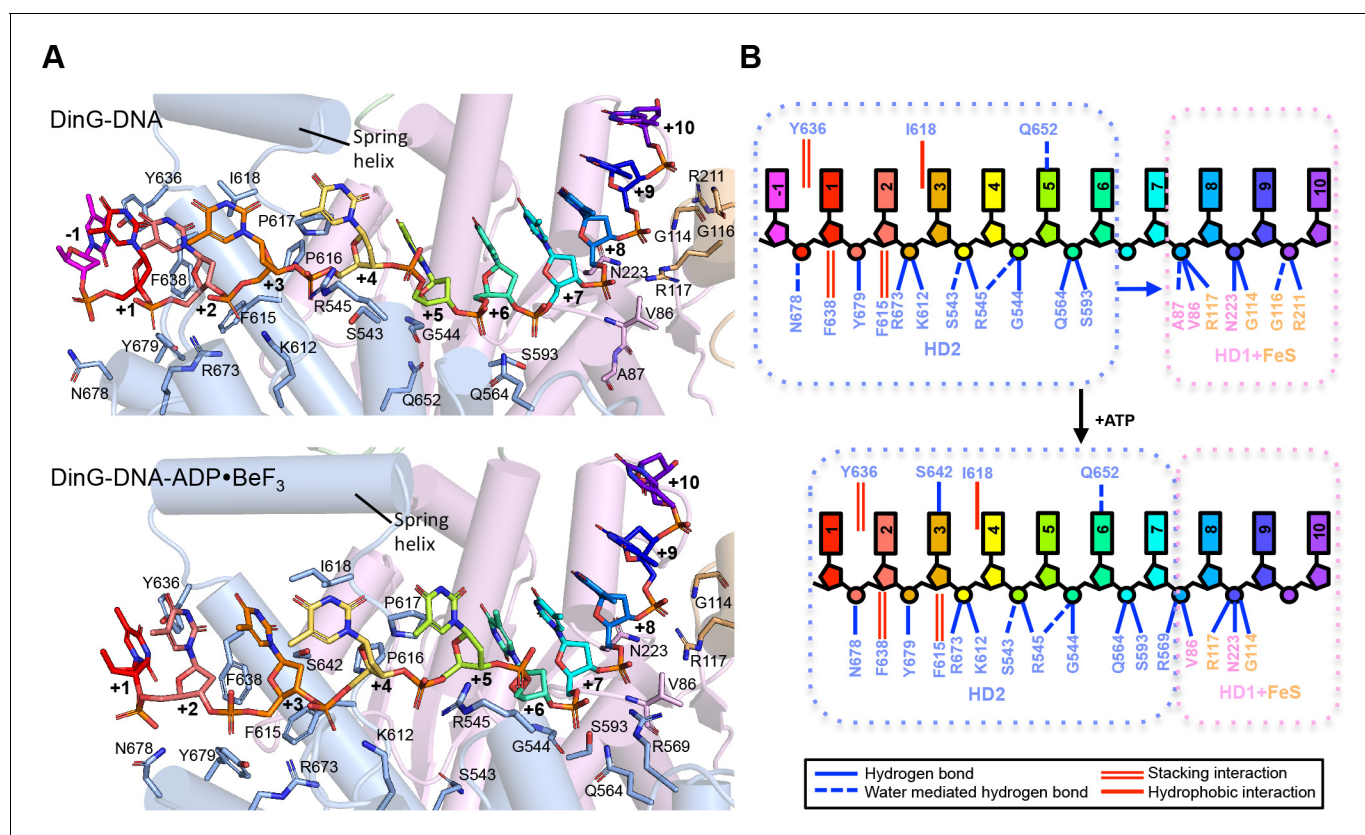 A
DinG-DNA
Spring
helix
Y636
I618
P617
-1
F638
P616
+1
+2
+3
R545
+4
F615
S543
+5
G544
+6
+7
+8
+9
+10
R211
G114
G116
N223
R117
V86
Y679
R673
K612
S593
A87
N678
Q652
Q564
DinG-DNA-ADP•BeF3
Spring
helix
Y636
I618
P617
+1
+2
F638
S642
+3
P616
+4
+5
+6
+7
+8
+9
+10
G114
N223
R117
V86
R545
F615
G544
S593
R569
N678
Y679
R673
K612
S543
Q564
B
Y636
I618
Q652
-1
1
2
3
4
5
6
7
8
9
10
N678
F638
Y679
F615
R673
K612
S543
R545
G544
Q564
S593
A87
V86
R117
N223
G114
G116
R211
HD2
HD1+FeS
+ATP
Y636
S642
I618
Q652
1
2
3
4
5
6
7
8
9
10
N678
F638
Y679
F615
R673
K612
S543
R545
G544
Q564
S593
R569
V86
R117
N223
G114
HD2
HD1+FeS
Hydrogen bond
Water mediated hydrogen bond
Stacking interaction
Hydrophobic interaction